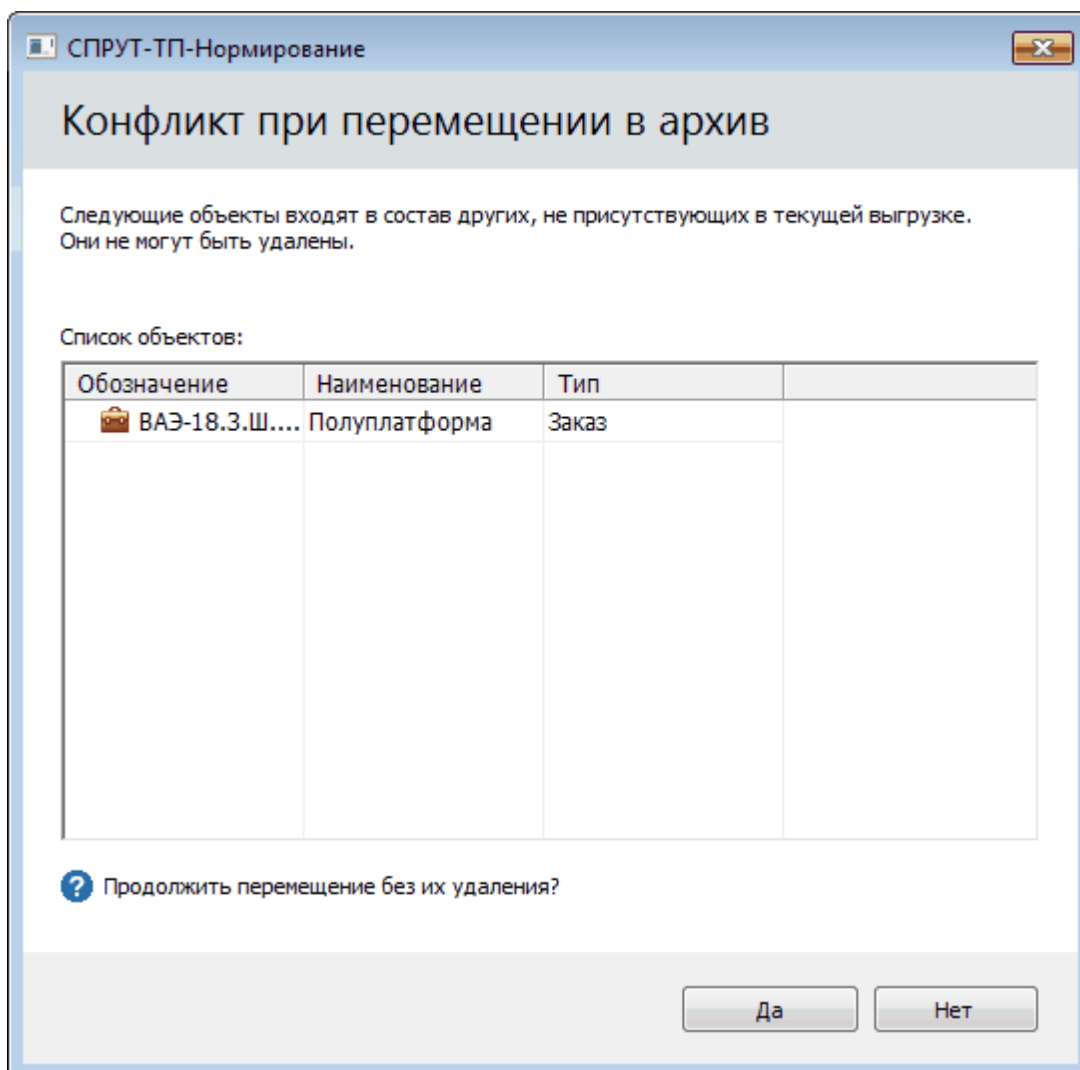 СПРУТ-ТП-Нормирование
Конфликт при перемещении в архив
Следующие объекты входят в состав других, не присутствующих в текущей выгрузке.
Они не могут быть удалены.
Список объектов:
Обозначение Наименование Тип
ВАЭ-18.3.Ш.... Полуплатформа Заказ
? Продолжить перемещение без их удаления?
Да Нет